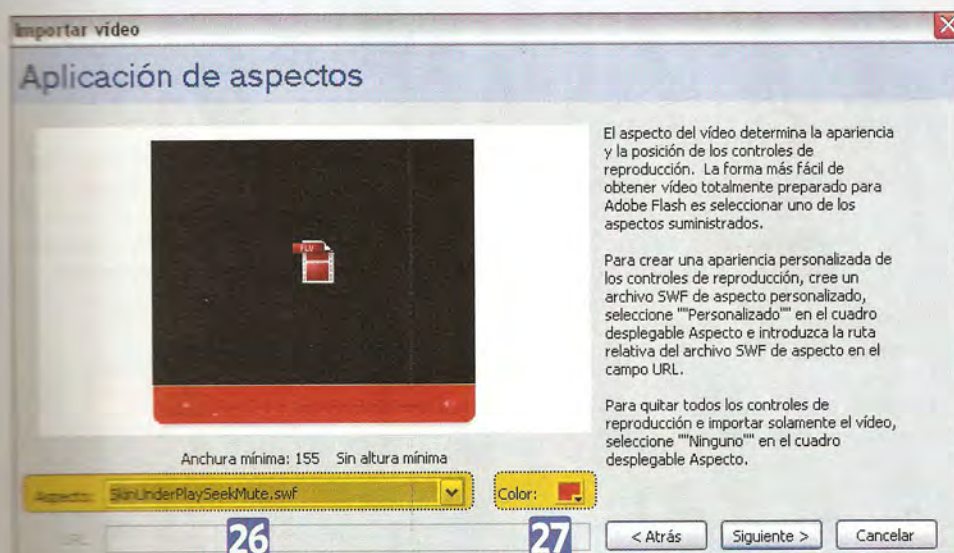 Importar vídeo
Aplicación de aspectos
FLV
El aspecto del vídeo determina la apariencia
y la posición de los controles de
reproducción. La forma más fácil de
obtener vídeo totalmente preparado para
Adobe Flash es seleccionar uno de los
aspectos suministrados.
Para crear una apariencia personalizada de
los controles de reproducción, cree un
archivo SWF de aspecto personalizado,
seleccione ""Personalizado"" en el cuadro
desplegable Aspecto e introduzca la ruta
relativa del archivo SWF de aspecto en el
campo URL.
Para quitar todos los controles de
reproducción e importar solamente el vídeo,
seleccione ""Ninguno"" en el cuadro
desplegable Aspecto.
Anchura mínima: 155 Sin altura mínima
Aspecto: SkinUnderPlaySeekMute.swf
Color:
URL:
26
27
< Atrás
Siguiente >
Cancelar